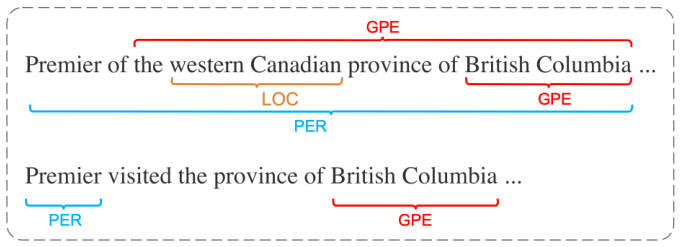 GPE
Premier of the western Canadian province of British Columbia ...
LOC GPE
PER
Premier visited the province of British Columbia ...
PER GPE